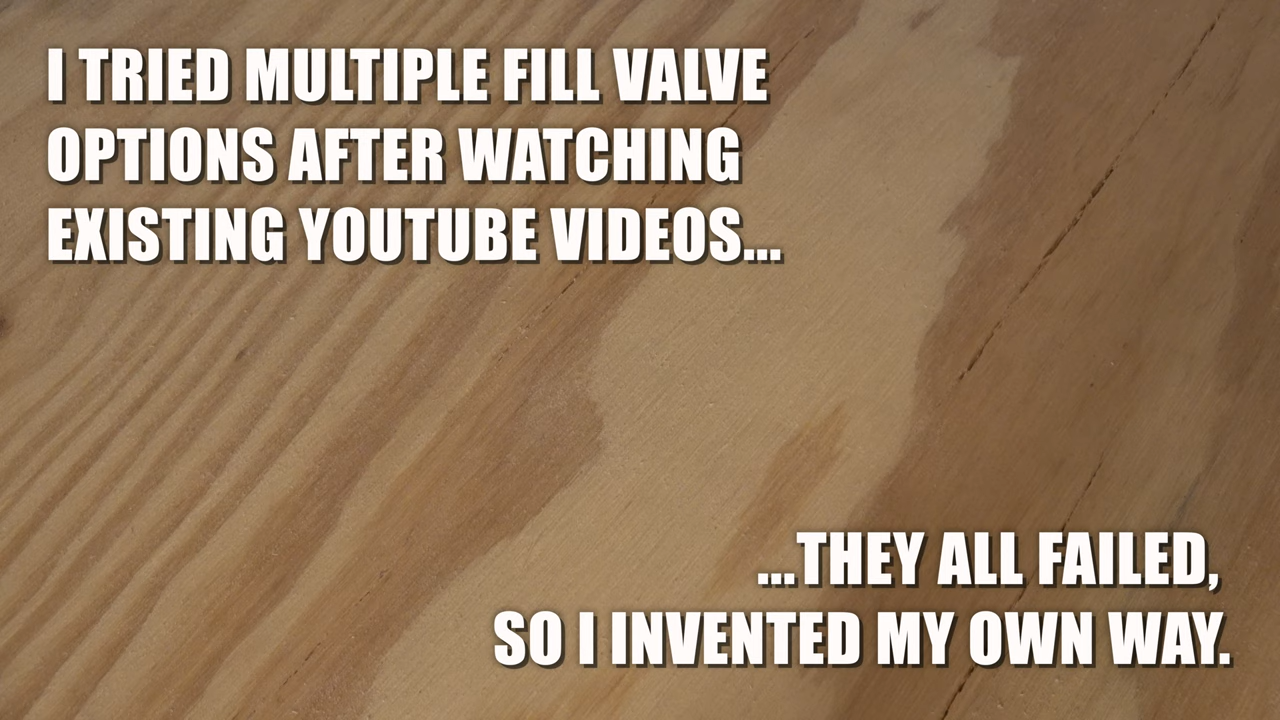 I TRIED MULTIPLE FILL VALVE
OPTIONS AFTER WATCHING
EXISTING YOUTUBE VIDEOS...
...THEY ALL FAILED,
SO I INVENTED MY OWN WAY.